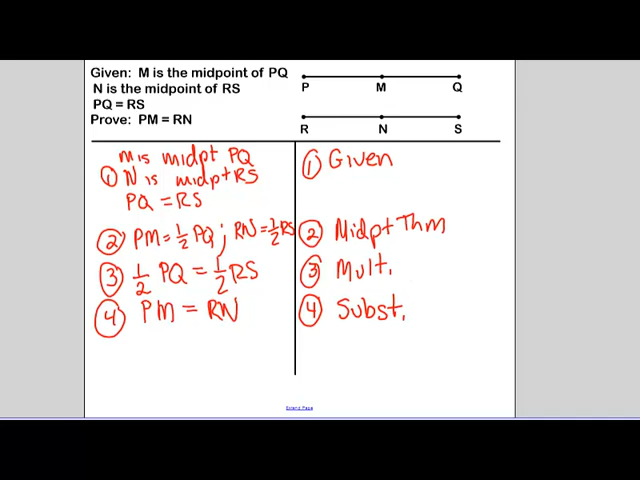 Given: M is the midpoint of PQ
N is the midpoint of RS
PQ = RS
Prove: PM = RN
P M Q
R N S
m is midpt PQ
① N is midpt RS
PQ = RS
① Given
② PM = 1/2 PQ ; RN = 1/2 RS
② Midpt Thm
③ 1/2 PQ = 1/2 RS
③ Mult.
④ PM = RN
④ Subst.
Extend Page